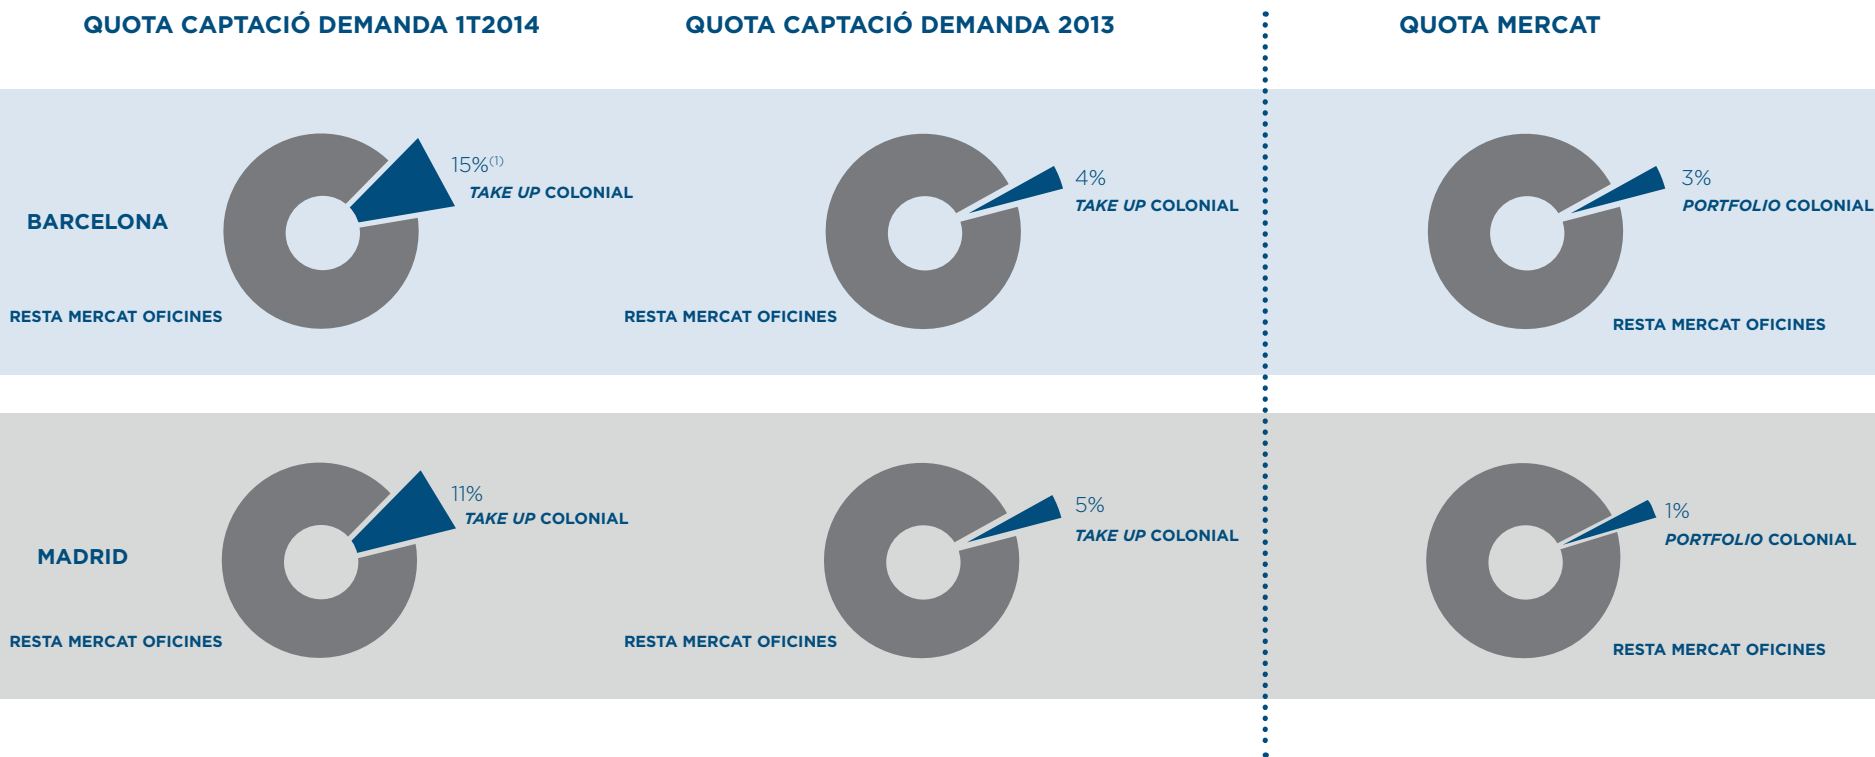 QUOTA CAPTACIÓ DEMANDA 1T2014
QUOTA CAPTACIÓ DEMANDA 2013
QUOTA MERCAT
BARCELONA
15%(1)
TAKE UP COLONIAL
RESTA MERCAT OFICINES
4%
TAKE UP COLONIAL
RESTA MERCAT OFICINES
3%
PORTFOLIO COLONIAL
RESTA MERCAT OFICINES
MADRID
11%
TAKE UP COLONIAL
RESTA MERCAT OFICINES
5%
TAKE UP COLONIAL
RESTA MERCAT OFICINES
1%
PORTFOLIO COLONIAL
RESTA MERCAT OFICINES